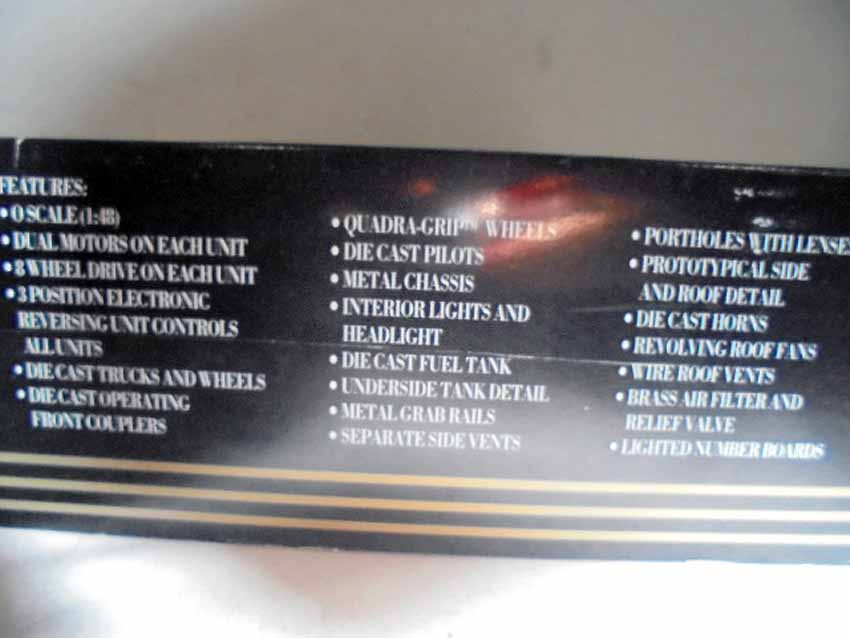 FEATURES:
• O SCALE (1:48)
• DUAL MOTORS ON EACH UNIT
• 8 WHEEL DRIVE ON EACH UNIT
• 3 POSITION ELECTRONIC
REVERSING UNIT CONTROLS
ALL UNITS
• DIE CAST TRUCKS AND WHEELS
• DIE CAST OPERATING
FRONT COUPLERS
• QUADRA-GRIP™ WHEELS
• DIE CAST PILOTS
• METAL CHASSIS
• INTERIOR LIGHTS AND
HEADLIGHT
• DIE CAST FUEL TANK
• UNDERSIDE TANK DETAIL
• METAL GRAB RAILS
• SEPARATE SIDE VENTS
• PORTHOLES WITH LENSES
• PROTOTYPICAL SIDE
AND ROOF DETAIL
• DIE CAST HORNS
• REVOLVING ROOF FANS
• WIRE ROOF VENTS
• BRASS AIR FILTER AND
RELIEF VALVE
• LIGHTED NUMBER BOARDS